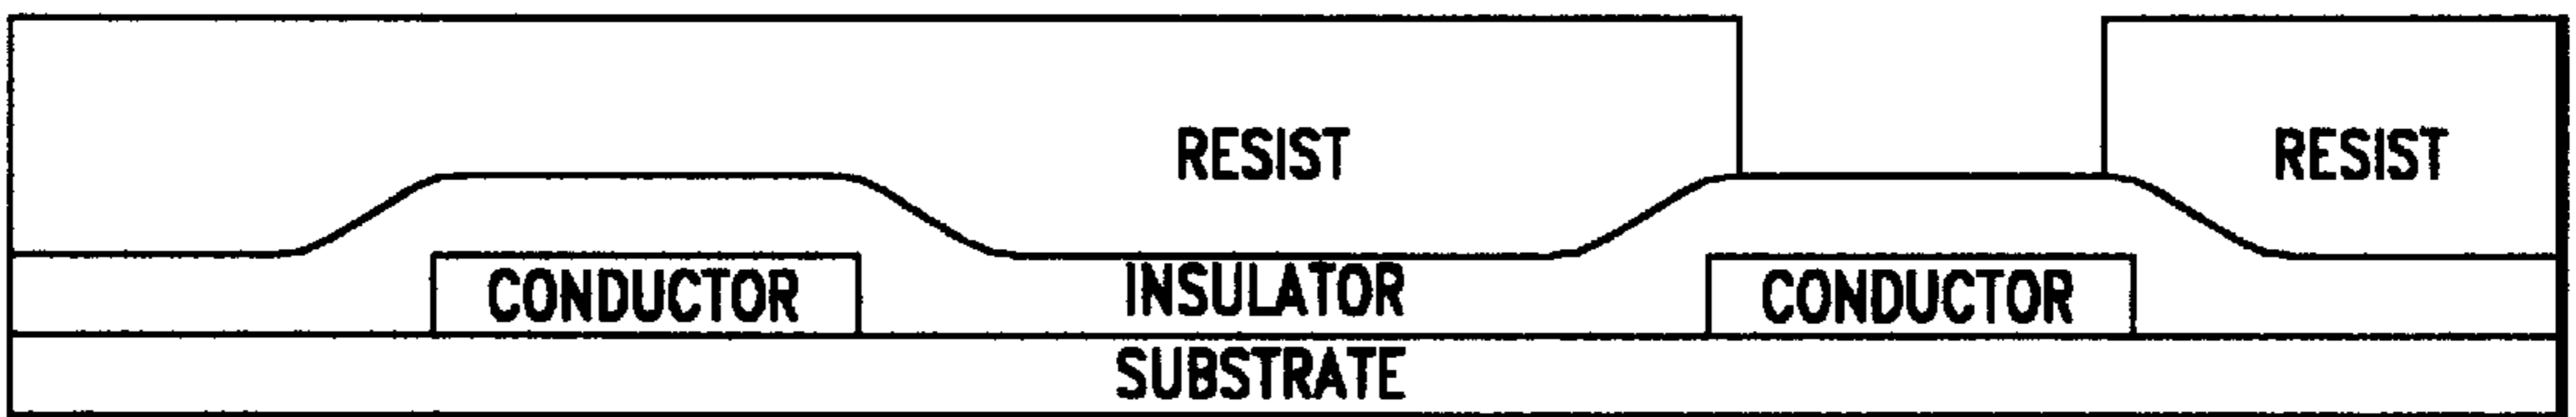 RESIST RESIST
CONDUCTOR INSULATOR CONDUCTOR
SUBSTRATE